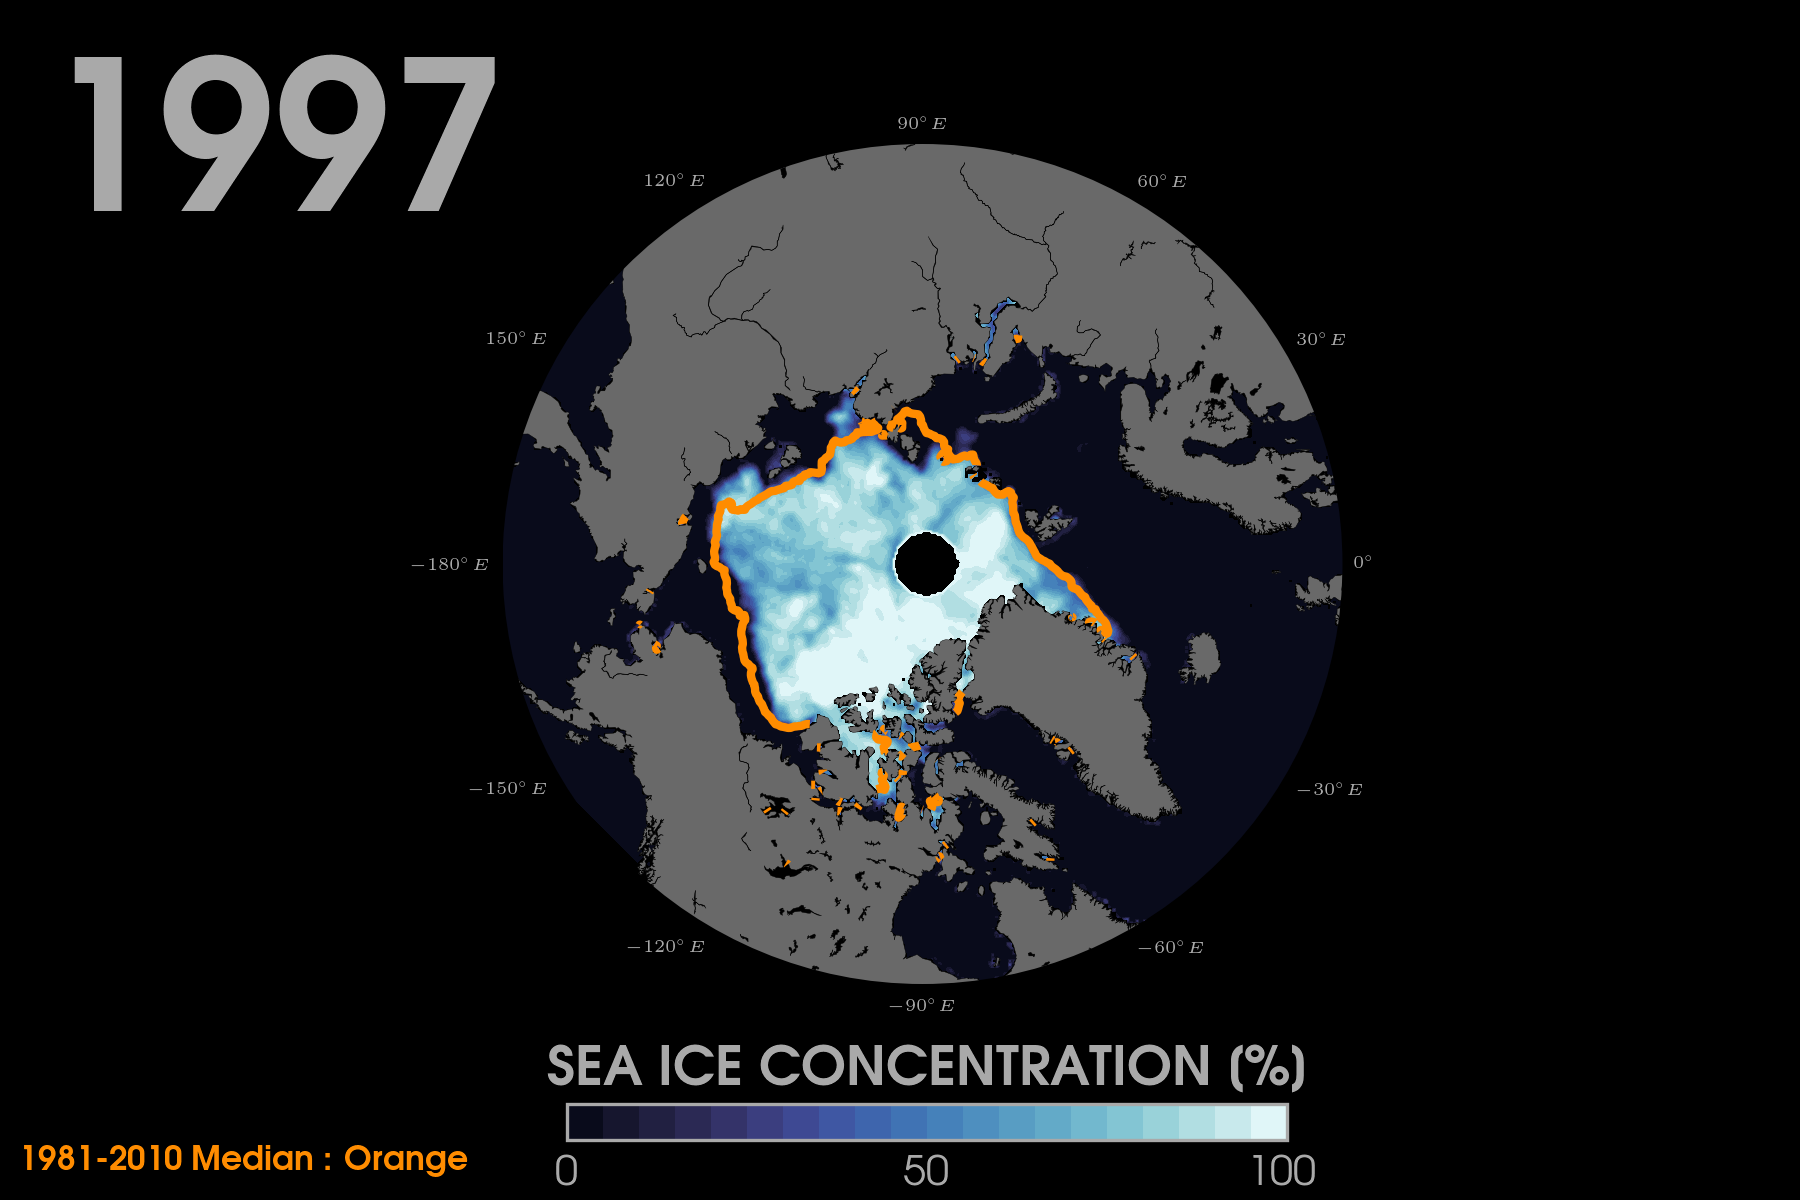 1997
90° E
120° E
60° E
150° E
30° E
−180° E
0°
−150° E
−30° E
−120° E
−60° E
−90° E
SEA ICE CONCENTRATION (%)
0 50 100
1981-2010 Median : Orange